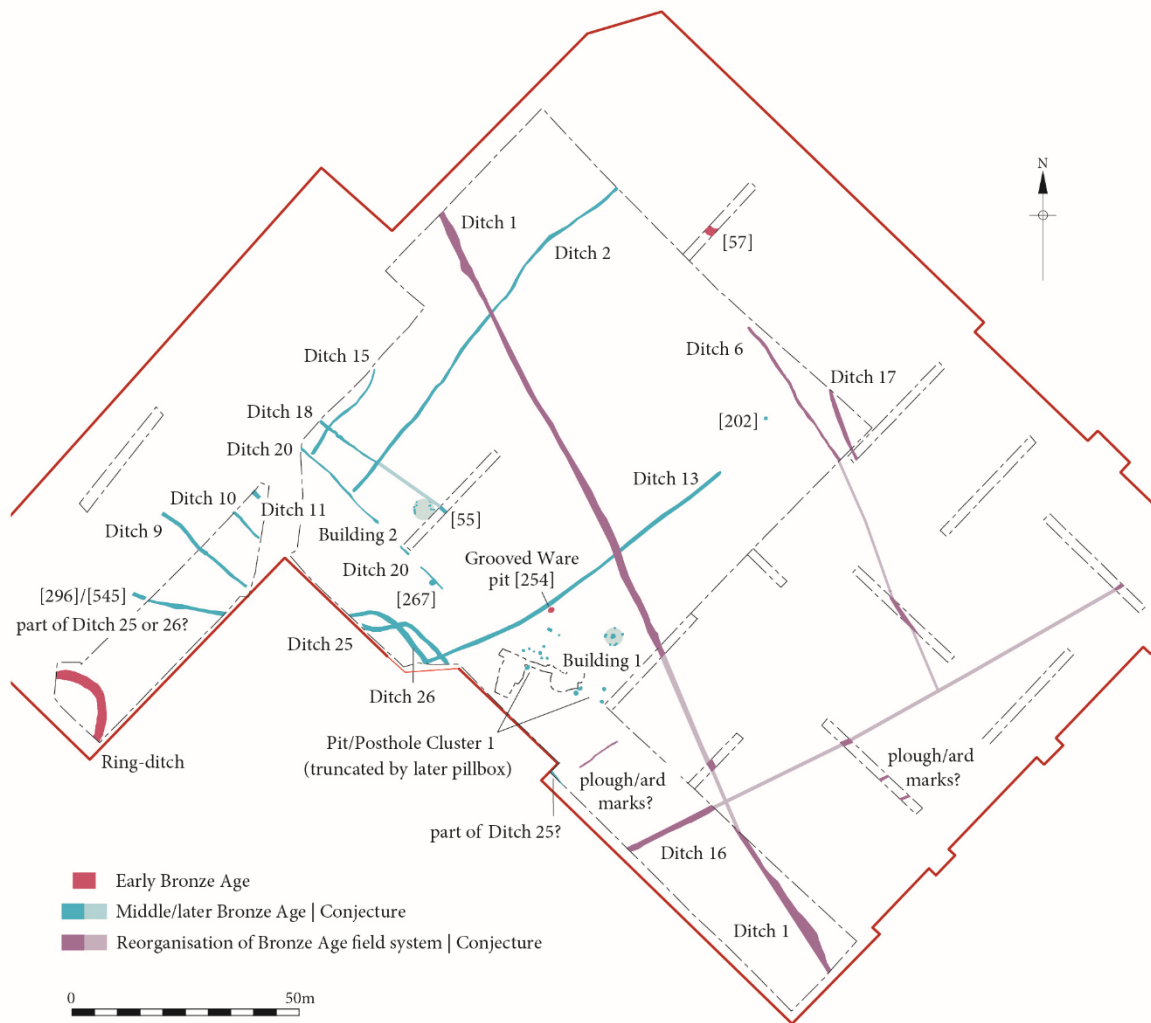 N
Ditch 1
Ditch 2
[57]
Ditch 6
Ditch 15
Ditch 17
Ditch 18
[202]
Ditch 20
Ditch 13
Ditch 10
Ditch 11
Ditch 9
[55]
Building 2
Grooved Ware
pit [254]
Ditch 20
[267]
[296]/[545]
part of Ditch 25 or 26?
Ditch 25
Building 1
Ditch 26
Ring-ditch
Pit/Posthole Cluster 1
(truncated by later pillbox)
plough/ard
marks?
plough/ard
marks?
part of Ditch 25?
Ditch 16
Ditch 1
Early Bronze Age
Middle/later Bronze Age | Conjecture
Reorganisation of Bronze Age field system | Conjecture
0
50m